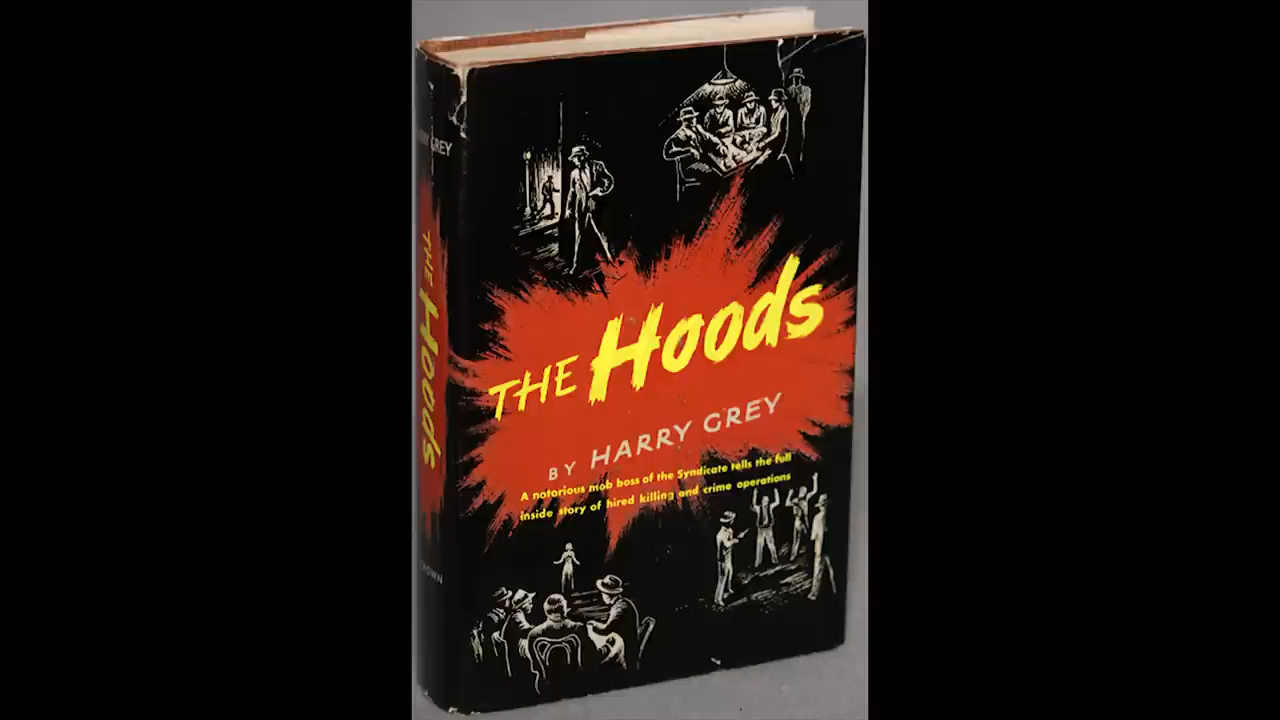 THE Hoods
BY HARRY GREY
A notorious mob boss of the Syndicate tells the full
inside story of hired killing and crime operations
GREY
THE Hoods